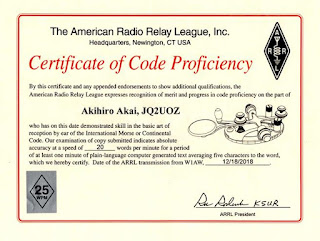 The American Radio Relay League, Inc.
Headquarters, Newington, CT USA
A
R R
L
Certificate of Code Proficiency
By this certificate and any appended endorsements to show additional qualifications, the
American Radio Relay League expresses recognition of merit and progress in code proficiency on the part of
Akihiro Akai, JQ2UOZ
who has on this date demonstrated skill in the basic art of
reception by ear of the International Morse or Continental
Code. Our examination of copy submitted indicates absolute
accuracy at a speed of 20 words per minute for a period
of at least one minute of plain-language computer generated text averaging five characters to the word,
which we hereby certify. Date of the ARRL transmission from W1AW, 12/18/2018
25
WPM
K5UR
ARRL President